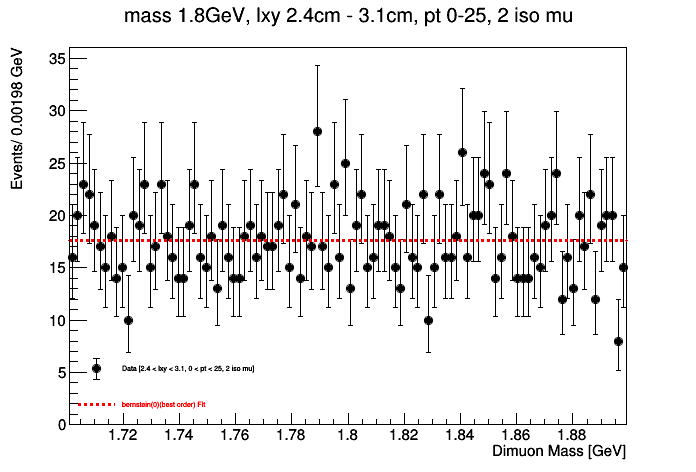 mass 1.8GeV, lxy 2.4cm - 3.1cm, pt 0-25, 2 iso mu
Events/ 0.00198 GeV
35
30
25
20
15
10
5
0
Data [2.4 < lxy < 3.1, 0 < pt < 25, 2 iso mu]
bernstein(0)(best order) Fit
1.72 1.74 1.76 1.78 1.8 1.82 1.84 1.86 1.88
Dimuon Mass [GeV]